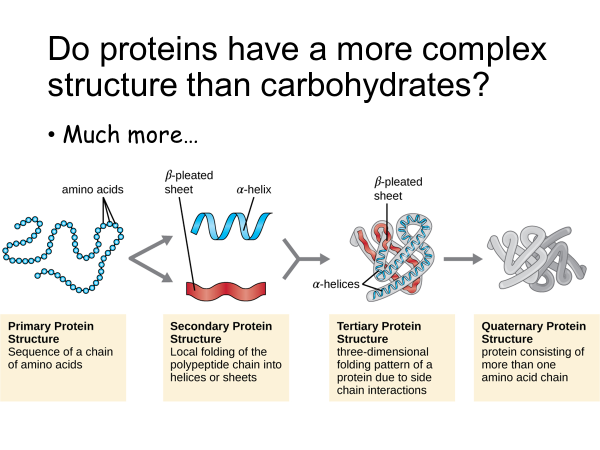 Do proteins have a more complex
structure than carbohydrates?
• Much more…
amino acids
β-pleated
sheet
α-helix
β-pleated
sheet
α-helices
Primary Protein
Structure
Sequence of a chain
of amino acids
Secondary Protein
Structure
Local folding of the
polypeptide chain into
helices or sheets
Tertiary Protein
Structure
three-dimensional
folding pattern of a
protein due to side
chain interactions
Quaternary Protein
Structure
protein consisting of
more than one
amino acid chain